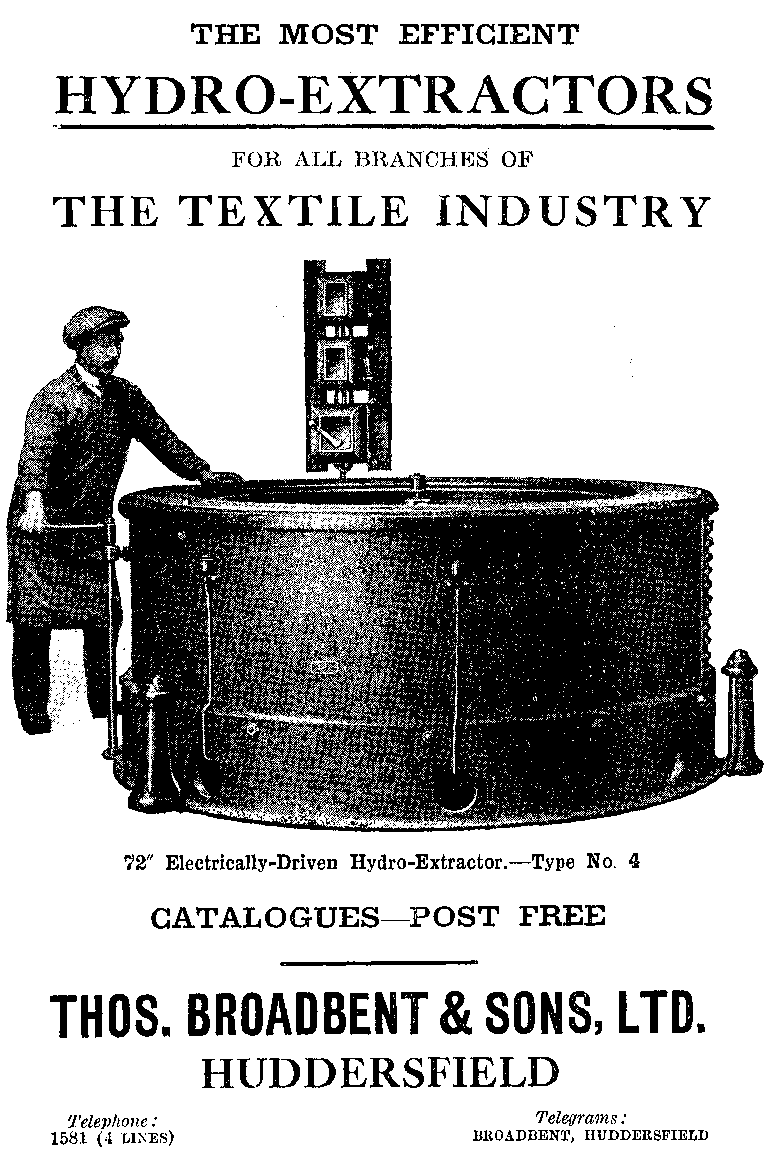 THE MOST EFFICIENT
HYDRO-EXTRACTORS
FOR ALL BRANCHES OF
THE TEXTILE INDUSTRY
72″ Electrically-Driven Hydro-Extractor.—Type No. 4
CATALOGUES—POST FREE
THOS. BROADBENT & SONS, LTD.
HUDDERSFIELD
Telephone:
1581 (4 LINES)
Telegrams:
BROADBENT, HUDDERSFIELD